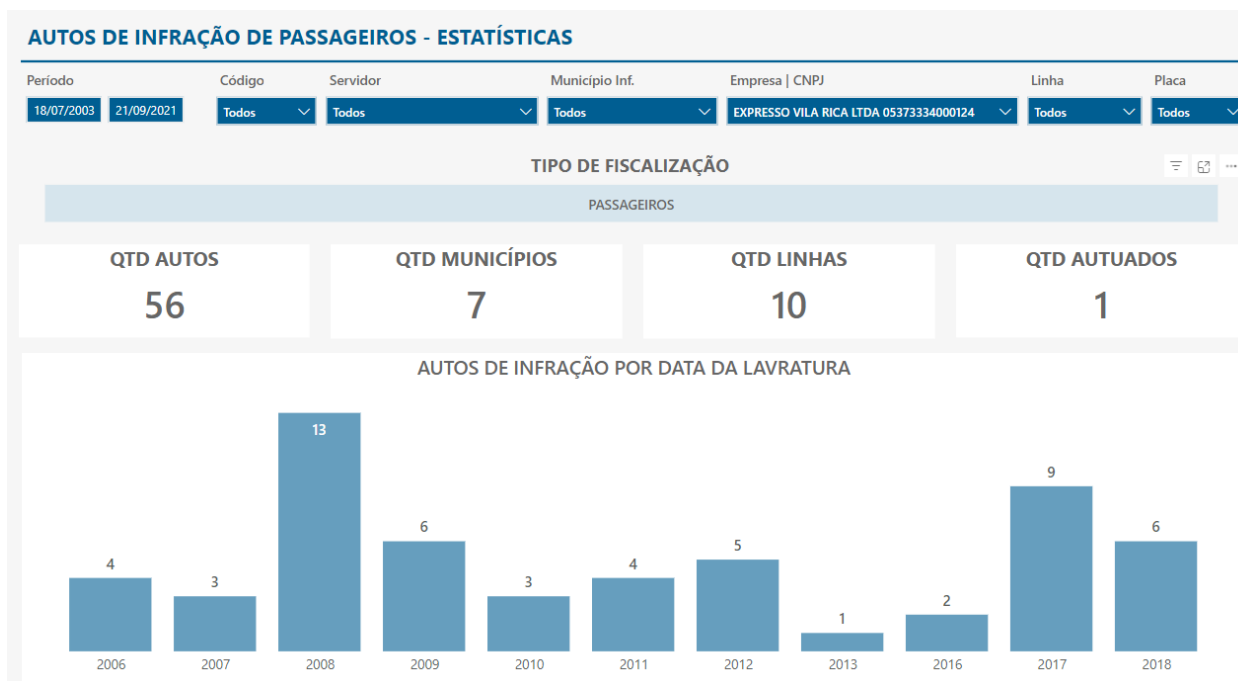 AUTOS DE INFRAÇÃO DE PASSAGEIROS - ESTATÍSTICAS
Período Código Servidor Município Inf. Empresa | CNPJ Linha Placa
18/07/2003 21/09/2021 Todos Todos Todos EXPRESSO VILA RICA LTDA 05373334000124 Todos Todos
TIPO DE FISCALIZAÇÃO
PASSAGEIROS
QTD AUTOS QTD MUNICÍPIOS QTD LINHAS QTD AUTUADOS
56 7 10 1
AUTOS DE INFRAÇÃO POR DATA DA LAVRATURA
4 3 13 6 3 4 5 1 2 9 6
2006 2007 2008 2009 2010 2011 2012 2013 2016 2017 2018